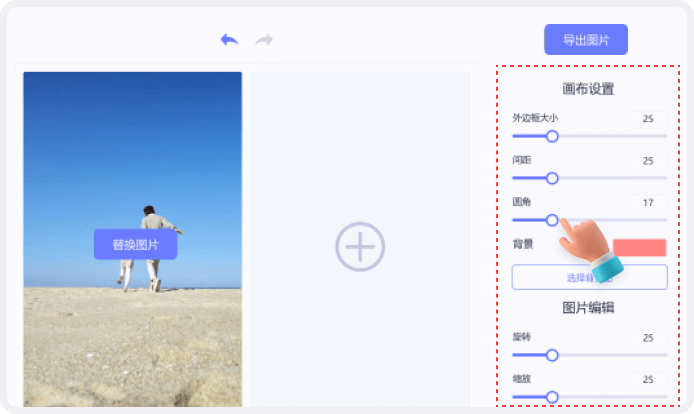 导出图片
画布设置
外边框大小 25
间距 25
圆角 17
背景
选择背
替换图片
图片编辑
旋转 25
缩放 25